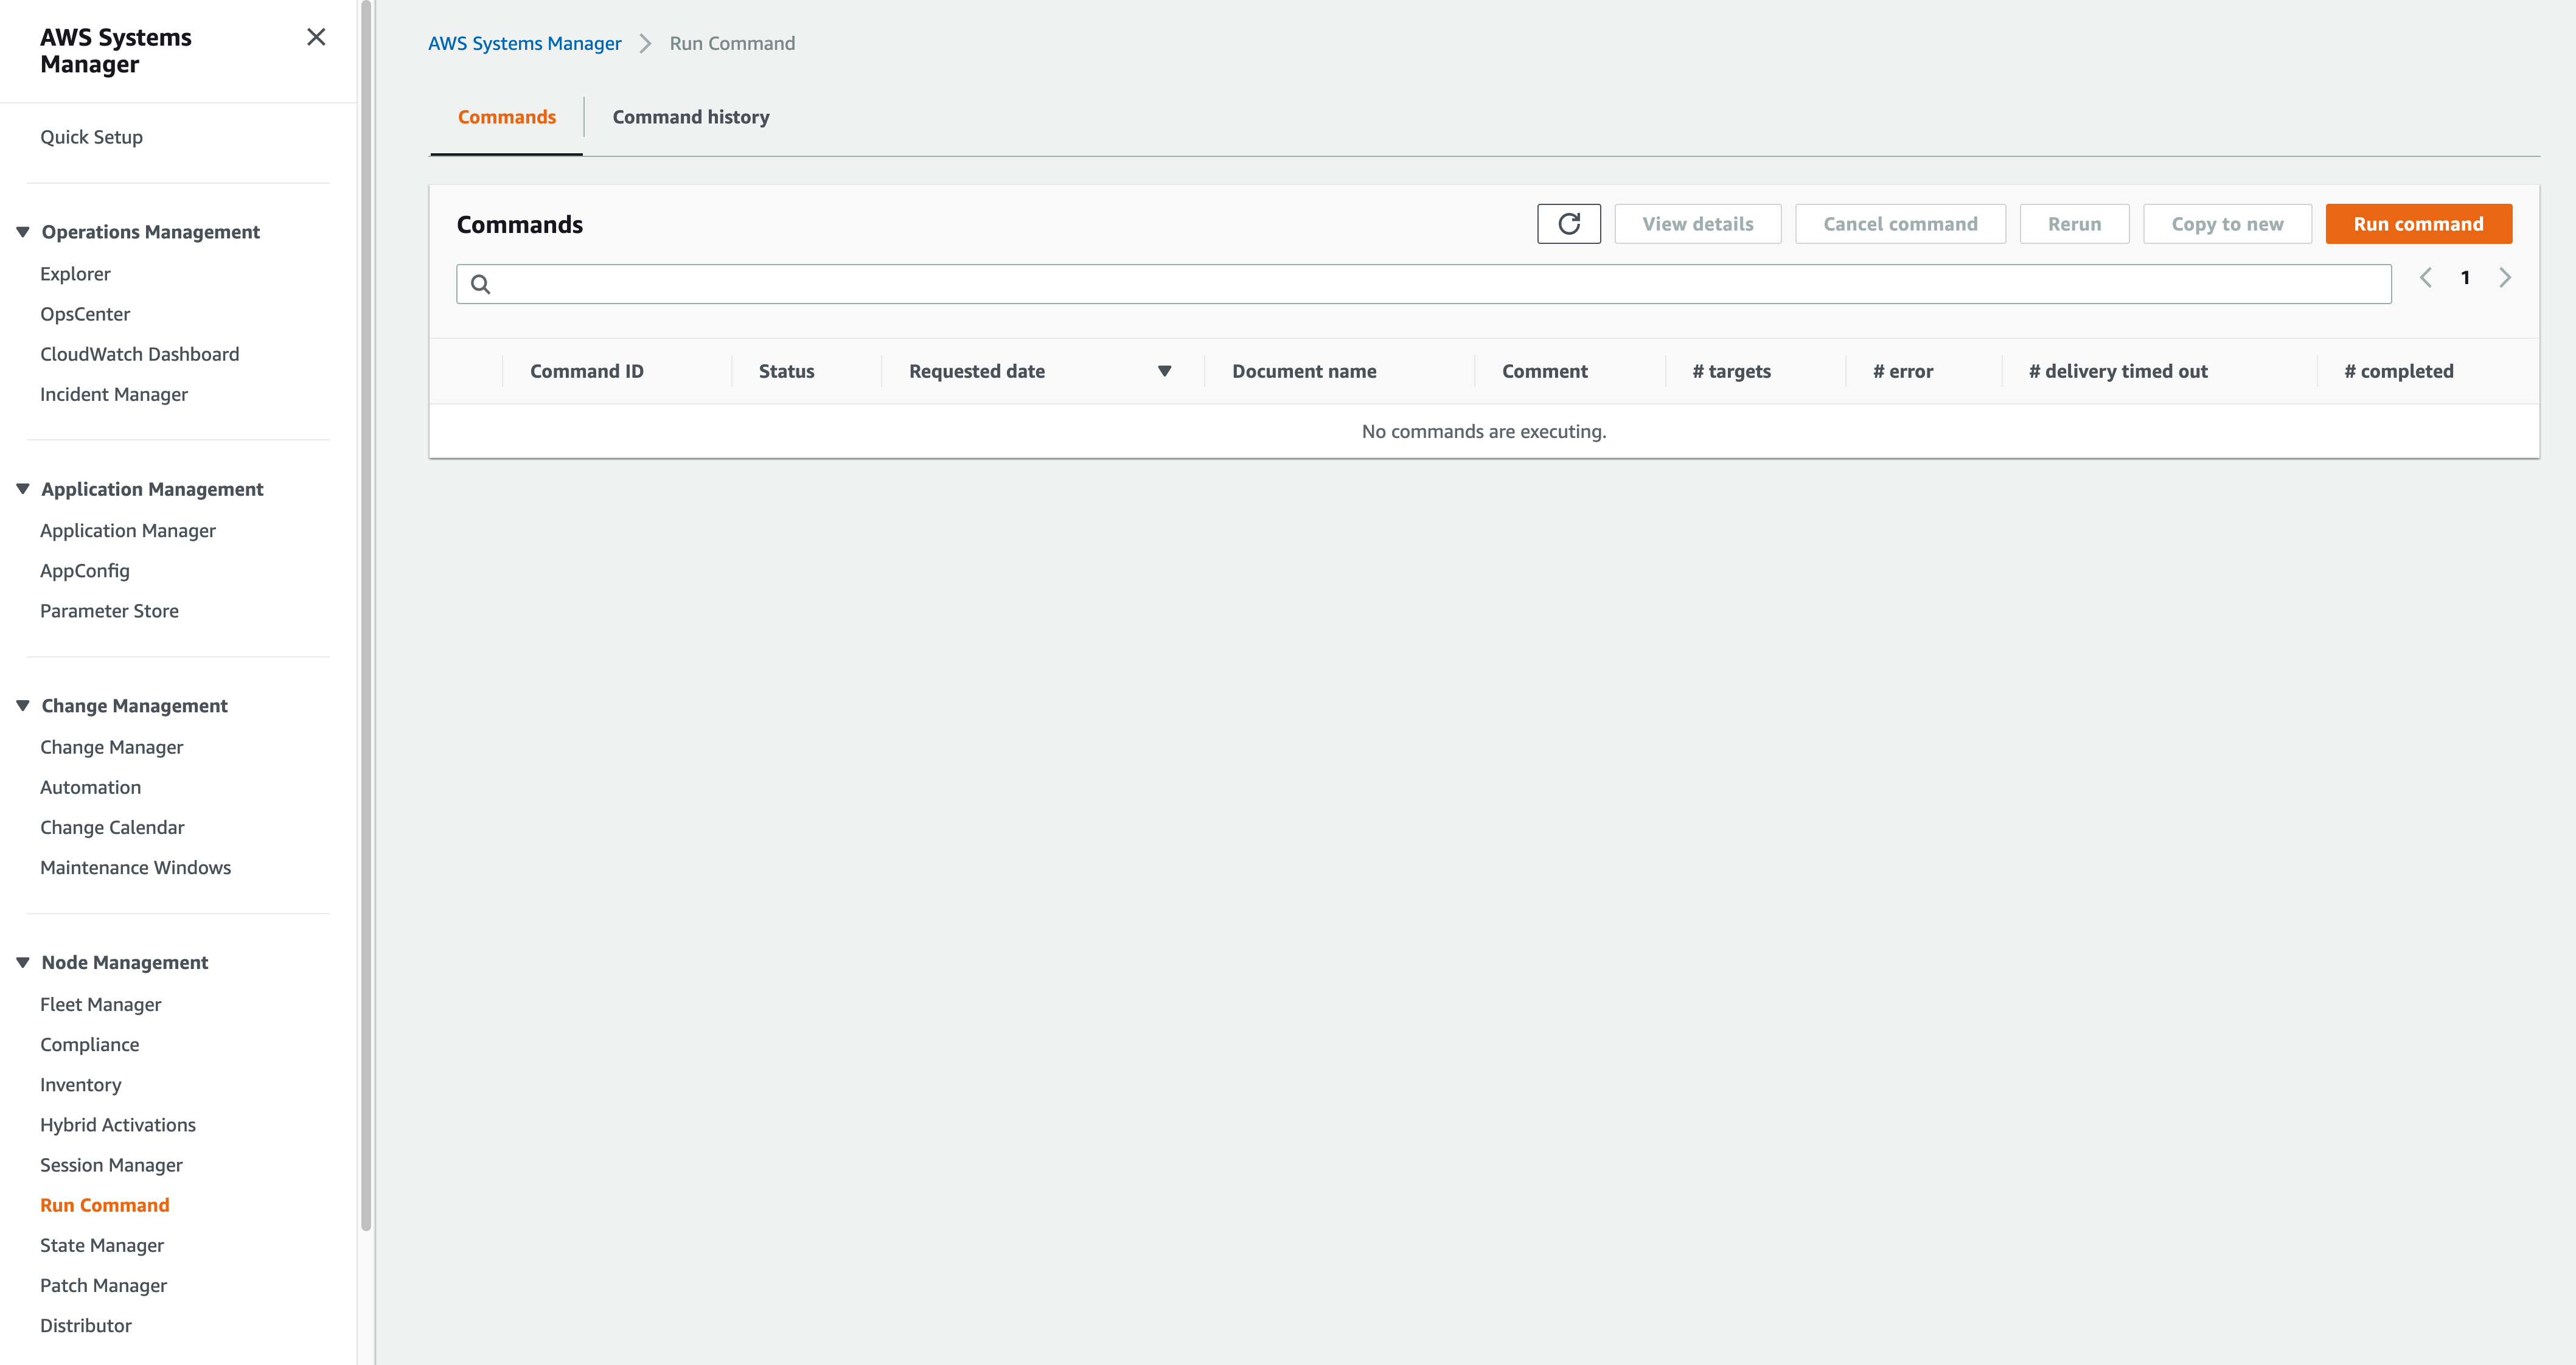 AWS Systems
Manager
Quick Setup
Operations Management
Explorer
OpsCenter
CloudWatch Dashboard
Incident Manager
Application Management
Application Manager
AppConfig
Parameter Store
Change Management
Change Manager
Automation
Change Calendar
Maintenance Windows
Node Management
Fleet Manager
Compliance
Inventory
Hybrid Activations
Session Manager
Run Command
State Manager
Patch Manager
Distributor
AWS Systems Manager Run Command
Commands Command history
Commands View details Cancel command Rerun Copy to new Run command
1
Command ID Status Requested date Document name Comment # targets # error # delivery timed out # completed
No commands are executing.